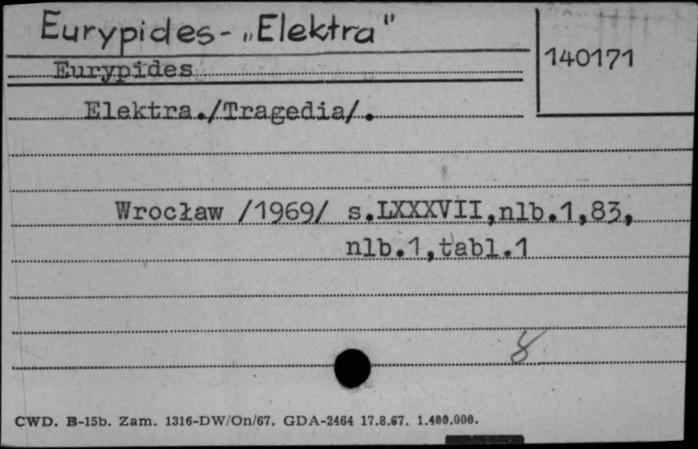 Eurypides - „Elektra"
140171
Eurypides
Elektra./Tragedia/.
Wrocław /1969/ s.LXXXVII,nlb.1,83,
nlb.1,tabl.1
8
CWD. B-15b. Zam. 1316-DW/On/67. GDA-2464 17.8.67. 1.400.000.